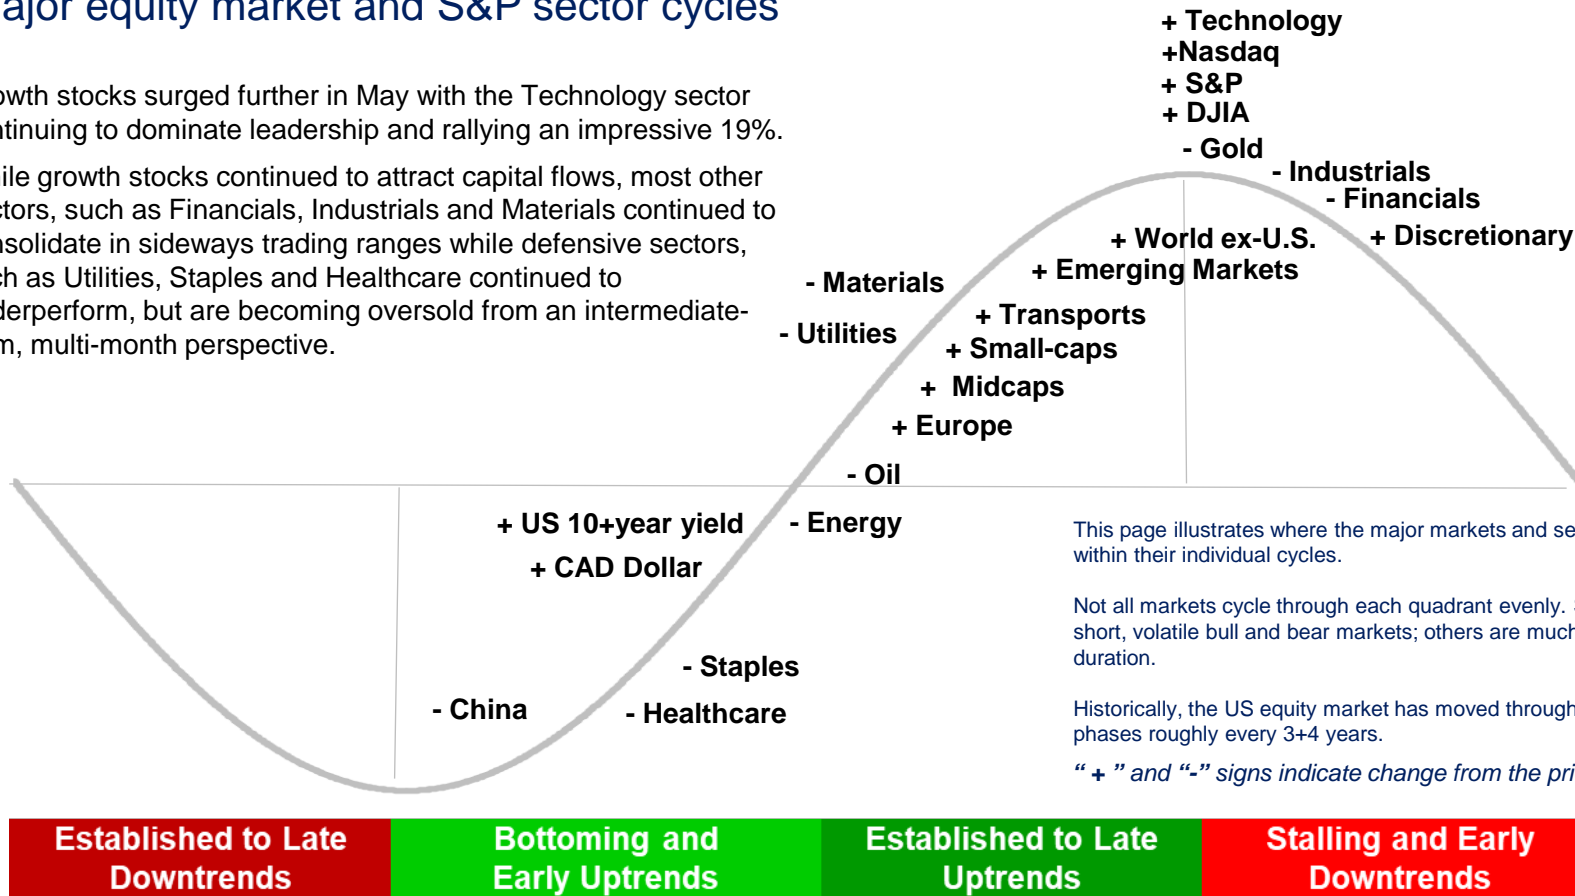 ajor equity market and S&P sector cycles
owth stocks surged further in May with the Technology sector
ntinuing to dominate leadership and rallying an impressive 19%.
ile growth stocks continued to attract capital flows, most other
ctors, such as Financials, Industrials and Materials continued to
nsolidate in sideways trading ranges while defensive sectors,
ch as Utilities, Staples and Healthcare continued to
derperform, but are becoming oversold from an intermediate-
m, multi-month perspective.
+ Technology
+Nasdaq
+ S&P
+ DJIA
- Gold
- Industrials
- Financials
+ Discretionary
+ World ex-U.S.
+ Emerging Markets
- Materials
+ Transports
- Utilities
+ Small-caps
+ Midcaps
+ Europe
- Oil
+ US 10+year yield
- Energy
+ CAD Dollar
- Staples
- China
- Healthcare
This page illustrates where the major markets and se
within their individual cycles.
Not all markets cycle through each quadrant evenly.
short, volatile bull and bear markets; others are much
duration.
Historically, the US equity market has moved through
phases roughly every 3+4 years.
“ + ” and “-” signs indicate change from the pri
Established to Late
Downtrends
Bottoming and
Early Uptrends
Established to Late
Uptrends
Stalling and Early
Downtrends